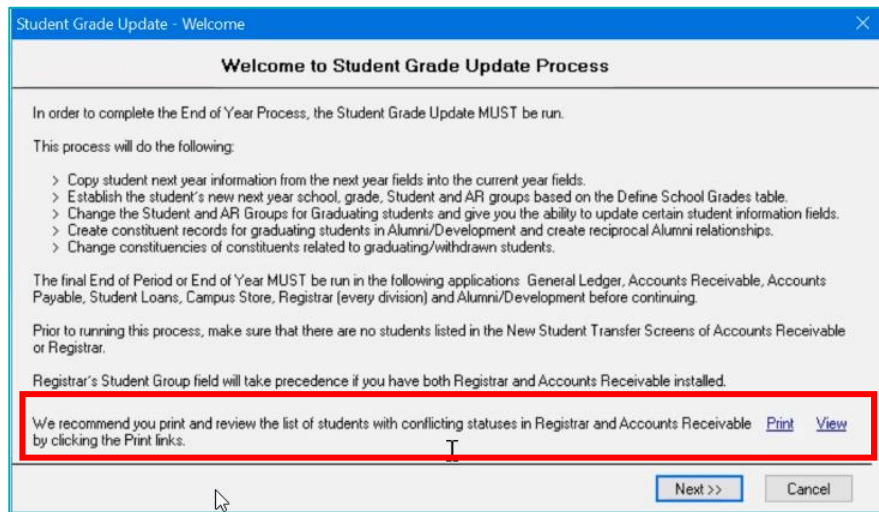 Student Grade Update - Welcome
Welcome to Student Grade Update Process
In order to complete the End of Year Process, the Student Grade Update MUST be run.
This process will do the following:
> Copy student next year information from the next year fields into the current year fields.
> Establish the student's new next year school, grade, Student and AR groups based on the Define School Grades table.
> Change the Student and AR Groups for Graduating students and give you the ability to update certain student information fields.
> Create constituent records for graduating students in Alumni/Development and create reciprocal Alumni relationships.
> Change constituencies of constituents related to graduating/withdrawn students.
The final End of Period or End of Year MUST be run in the following applications General Ledger, Accounts Receivable, Accounts
Payable, Student Loans, Campus Store, Registrar (every division) and Alumni/Development before continuing.
Prior to running this process, make sure that there are no students listed in the New Student Transfer Screens of Accounts Receivable
or Registrar.
Registrar's Student Group field will take precedence if you have both Registrar and Accounts Receivable installed.
We recommend you print and review the list of students with conflicting statuses in Registrar and Accounts Receivable Print View
by clicking the Print links.
Next >> Cancel